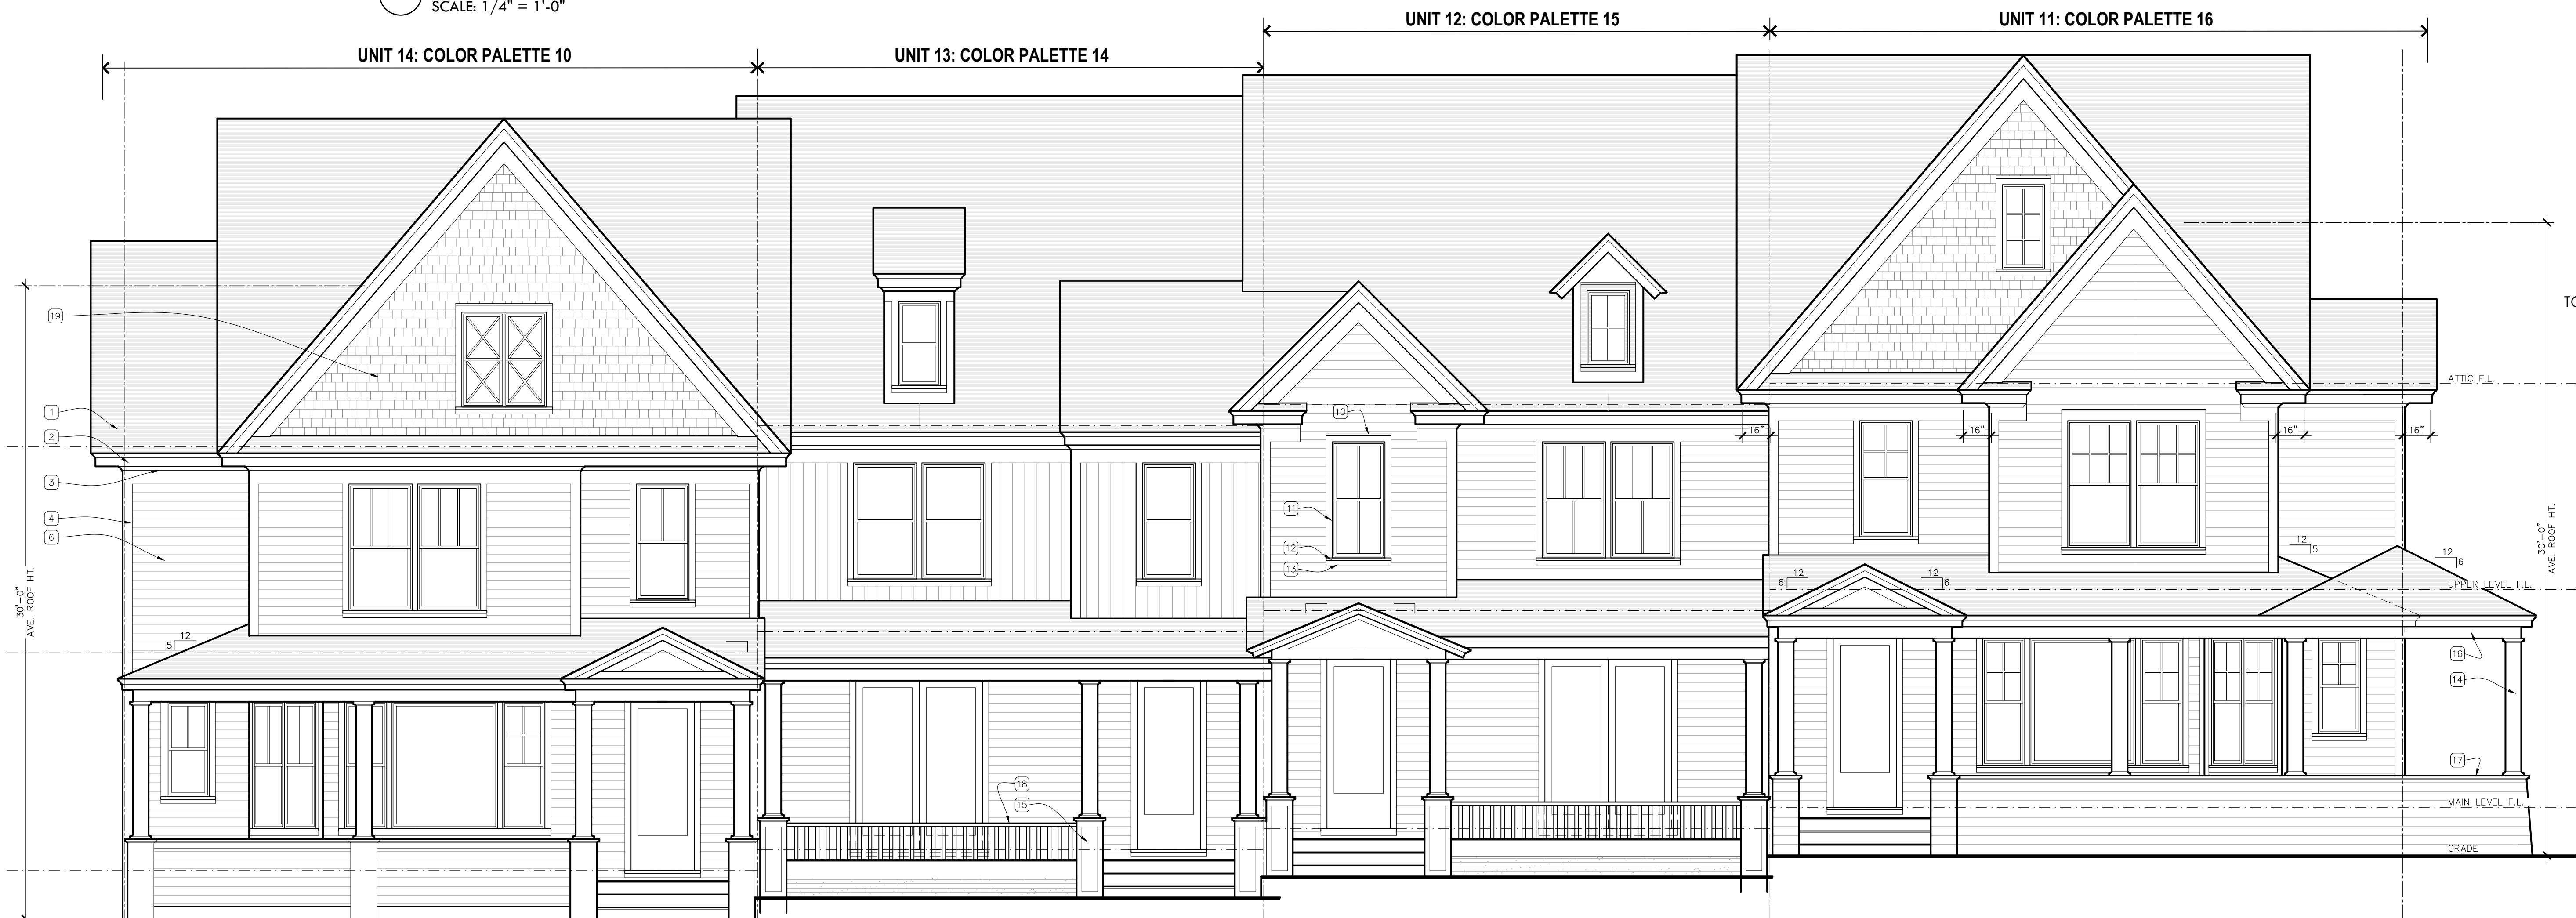 SCALE: 1/4" = 1'-0"
UNIT 12: COLOR PALETTE 15
UNIT 11: COLOR PALETTE 16
UNIT 14: COLOR PALETTE 10
UNIT 13: COLOR PALETTE 14
TO
19
1
2
3
4
6
10
11
12
13
16"
16"
16"
16"
ATTIC F.L.
30'-0"
AVE. ROOF HT.
30'-0"
AVE. ROOF HT.
12
5
12
6
12
6
12
5
12
6
UPPER LEVEL F.L.
16
14
17
18
15
MAIN LEVEL F.L.
GRADE